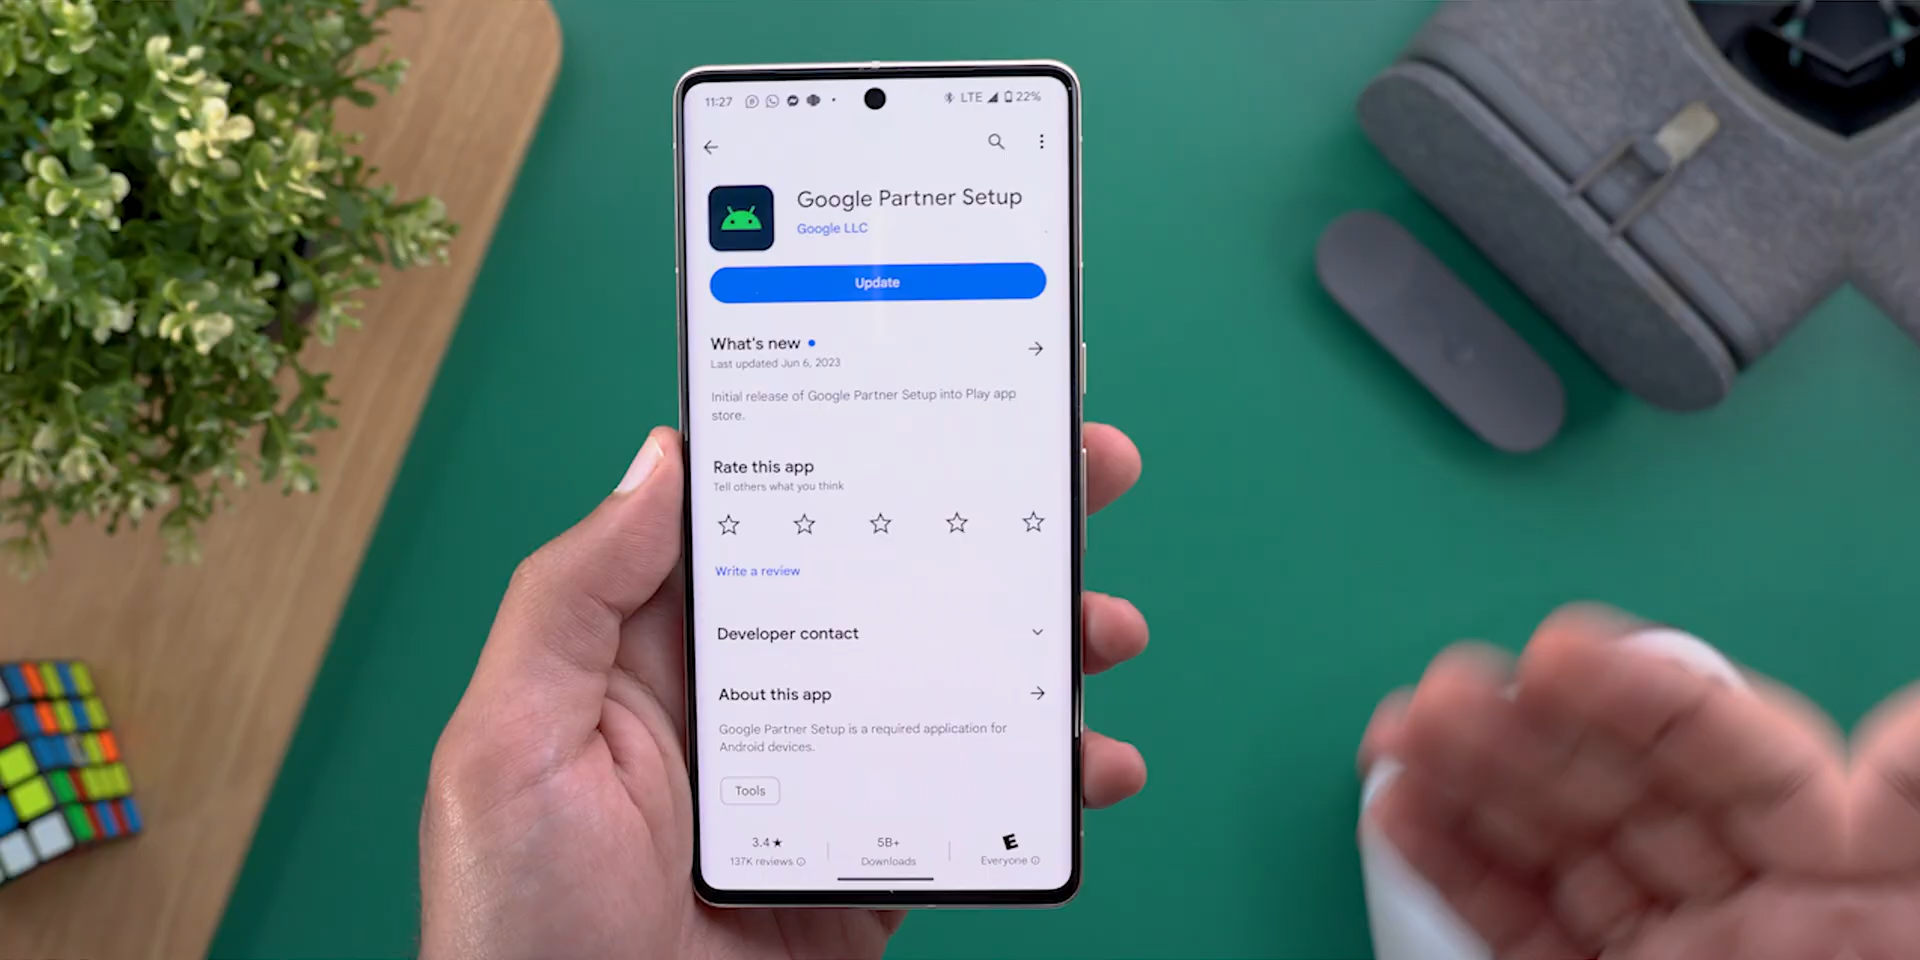 11:27
LTE 22%
Google Partner Setup
Google LLC
Update
What's new
Last updated Jun 6, 2023
Initial release of Google Partner Setup into Play app
store.
Rate this app
Tell others what you think
Write a review
Developer contact
About this app
Google Partner Setup is a required application for
Android devices.
Tools
3.4★ 5B+ E
137K reviews Downloads Everyone